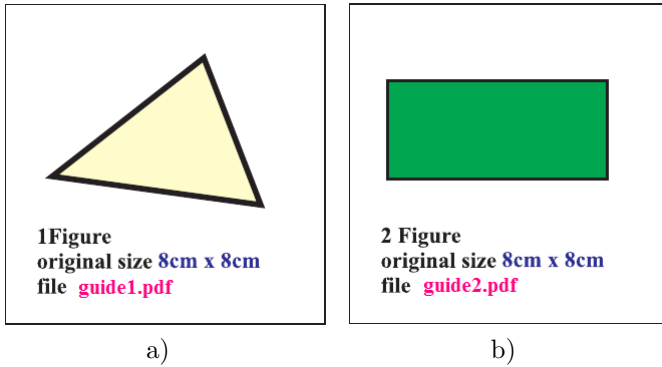 1Figure
original size 8cm x 8cm
file guide1.pdf
a)
2 Figure
original size 8cm x 8cm
file guide2.pdf
b)